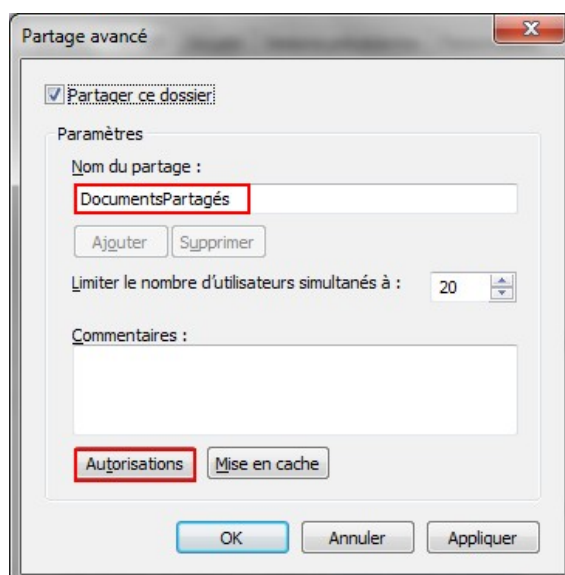 Partage avancé
Partager ce dossier
Paramètres
Nom du partage :
DocumentsPartagés
Ajouter Supprimer
Limiter le nombre d'utilisateurs simultanés à : 20
Commentaires :
Autorisations Mise en cache
OK Annuler Appliquer